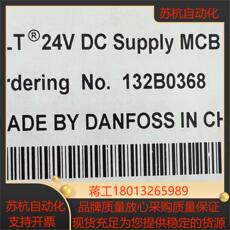 苏杭自动化
LT®24V DC Supply MCB
rdering No. 132B0368
ADE BY DANFOSS IN CH
蒋工18013265989
苏杭自动化
支持开票
品牌质量放心采购质量保证
现货充足为您提供稳定的货源